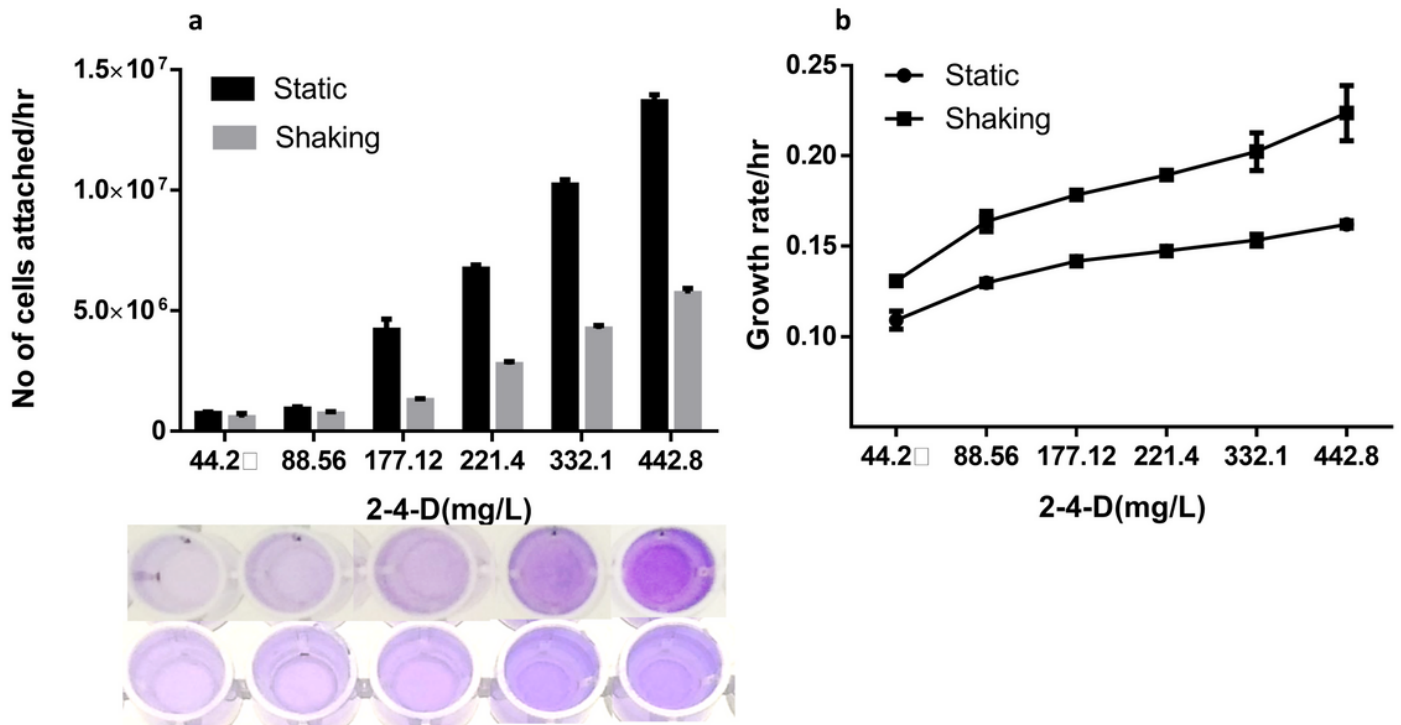 a
1.5×10⁷
1.0×10⁷
5.0×10⁶
0
No of cells attached/hr
Static
Shaking
44.2□ 88.56 177.12 221.4 332.1 442.8
2-4-D(mg/L)
b
0.25
0.20
0.15
0.10
Growth rate/hr
Static
Shaking
44.2□ 88.56 177.12 221.4 332.1 442.8
2-4-D(mg/L)